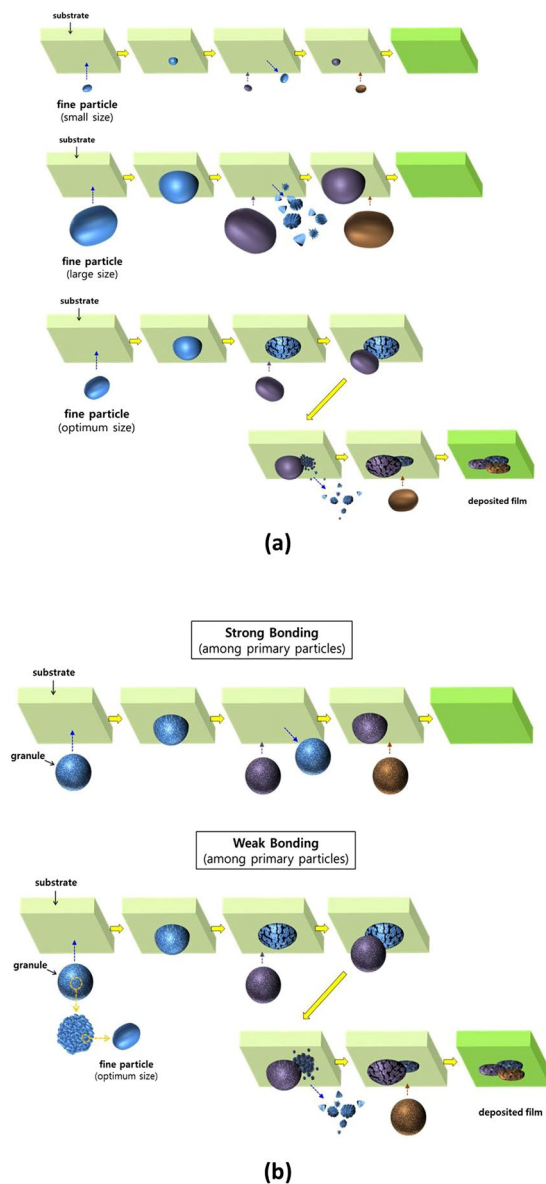 substrate
fine particle
(small size)
substrate
fine particle
(large size)
substrate
fine particle
(optimum size)
deposited film
(a)
Strong Bonding
(among primary particles)
substrate
granule
Weak Bonding
(among primary particles)
substrate
granule
fine particle
(optimum size)
deposited film
(b)